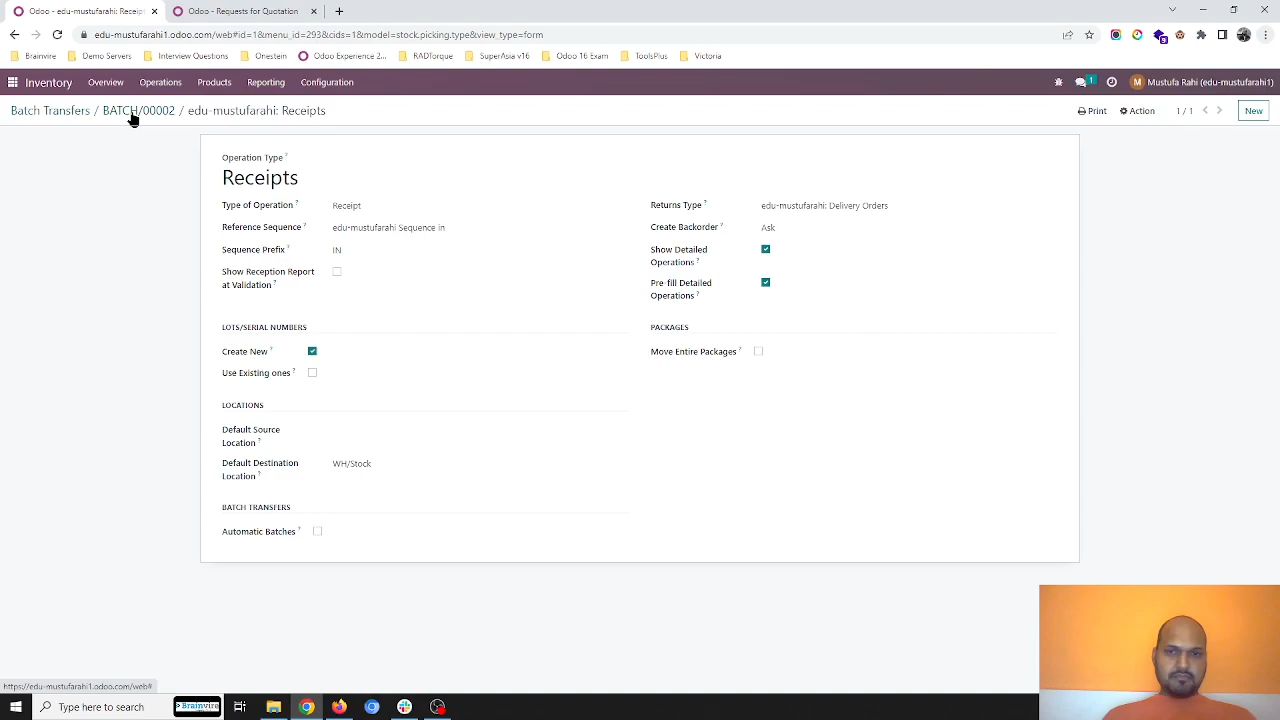 Odoo - edu-mustufarahi: Receipt
Odoo - Requests for Quotation
edu-mustufarahi1.odoo.com/web#id=1&menu_id=293&cids=1&model=stock.picking.type&view_type=form
Brainvire
Demo Servers
Interview Questions
Onestein
Odoo Experience 2...
RADTorque
SuperAsia v16
Odoo 16 Exam
ToolsPlus
Victoria
Inventory
Overview
Operations
Products
Reporting
Configuration
1
M
Mustufa Rahi (edu-mustufarahi1)
Batch Transfers / BATCH/00002 / edu-mustufarahi: Receipts
Print
Action
1 / 1
New
Operation Type ?
Receipts
Type of Operation ?
Receipt
Reference Sequence ?
edu-mustufarahi Sequence in
Sequence Prefix ?
IN
Show Reception Report
at Validation ?
Returns Type ?
edu-mustufarahi: Delivery Orders
Create Backorder ?
Ask
Show Detailed
Operations ?
Pre-fill Detailed
Operations ?
LOTS/SERIAL NUMBERS
Create New ?
Use Existing ones ?
PACKAGES
Move Entire Packages ?
LOCATIONS
Default Source
Location ?
Default Destination
Location ?
WH/Stock
BATCH TRANSFERS
Automatic Batches ?
https://edu-mustufarahi1.odoo.com/web#
Type here to search
> Brainvire